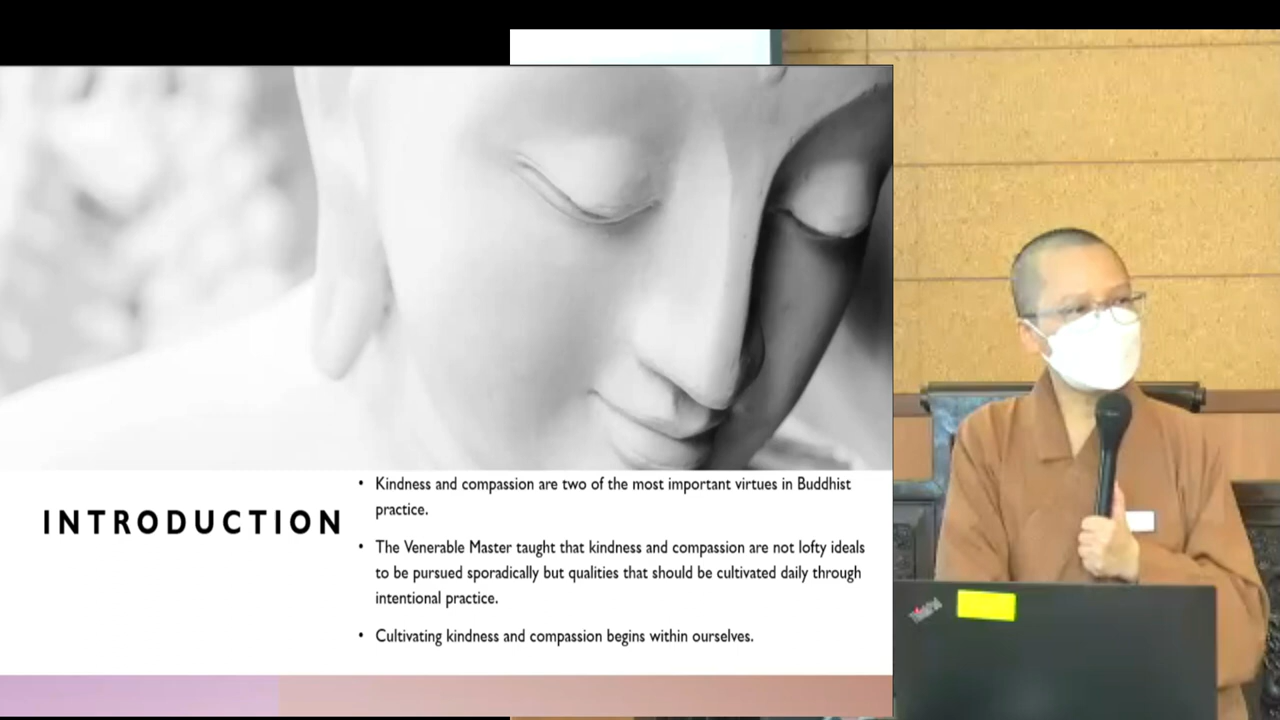 INTRODUCTION
• Kindness and compassion are two of the most important virtues in Buddhist
practice.
• The Venerable Master taught that kindness and compassion are not lofty ideals
to be pursued sporadically but qualities that should be cultivated daily through
intentional practice.
• Cultivating kindness and compassion begins within ourselves.
ThinkPad